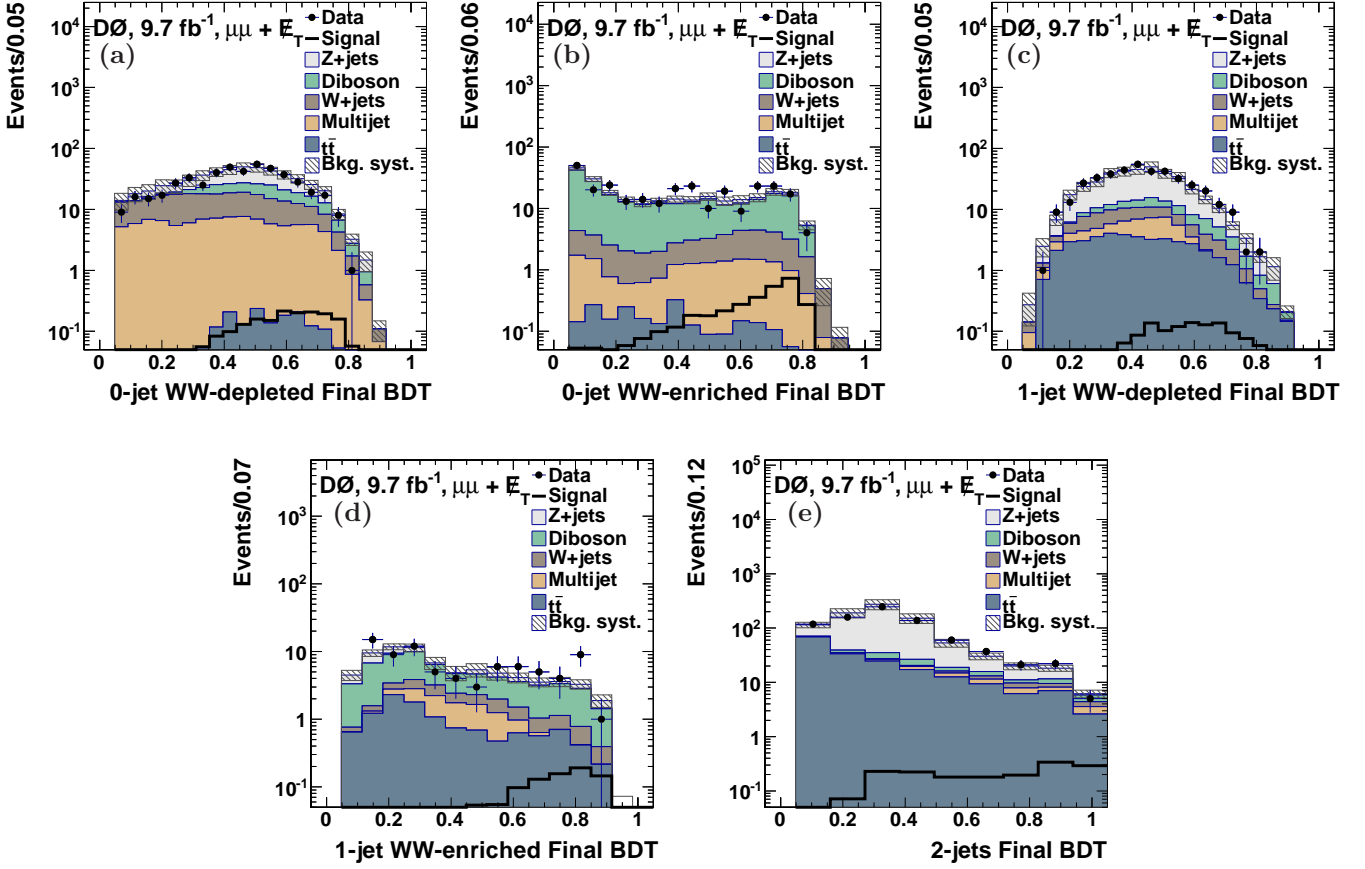 Events/0.05
DØ, 9.7 fb⁻¹, μμ + E̸_T
(a)
Data
Signal
Z+jets
Diboson
W+jets
Multijet
tt̄
Bkg. syst.
10⁴
10³
10²
10
1
10⁻¹
0 0.2 0.4 0.6 0.8 1
0-jet WW-depleted Final BDT
Events/0.06
DØ, 9.7 fb⁻¹, μμ + E̸_T
(b)
Data
Signal
Z+jets
Diboson
W+jets
Multijet
tt̄
Bkg. syst.
10⁴
10³
10²
10
1
10⁻¹
0 0.2 0.4 0.6 0.8 1
0-jet WW-enriched Final BDT
Events/0.05
DØ, 9.7 fb⁻¹, μμ + E̸_T
(c)
Data
Signal
Z+jets
Diboson
W+jets
Multijet
tt̄
Bkg. syst.
10⁴
10³
10²
10
1
10⁻¹
0 0.2 0.4 0.6 0.8 1
1-jet WW-depleted Final BDT
Events/0.07
DØ, 9.7 fb⁻¹, μμ + E̸_T
(d)
Data
Signal
Z+jets
Diboson
W+jets
Multijet
tt̄
Bkg. syst.
10³
10²
10
1
10⁻¹
0 0.2 0.4 0.6 0.8 1
1-jet WW-enriched Final BDT
Events/0.12
DØ, 9.7 fb⁻¹, μμ + E̸_T
(e)
Data
Signal
Z+jets
Diboson
W+jets
Multijet
tt̄
Bkg. syst.
10⁵
10⁴
10³
10²
10
1
10⁻¹
0 0.2 0.4 0.6 0.8 1
2-jets Final BDT